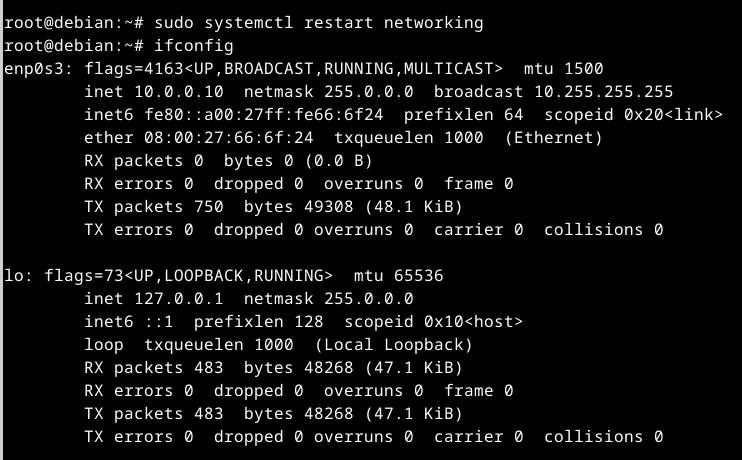 root@debian:~# sudo systemctl restart networking
root@debian:~# ifconfig
enp0s3: flags=4163<UP,BROADCAST,RUNNING,MULTICAST>  mtu 1500
        inet 10.0.0.10  netmask 255.0.0.0  broadcast 10.255.255.255
        inet6 fe80::a00:27ff:fe66:6f24  prefixlen 64  scopeid 0x20<link>
        ether 08:00:27:66:6f:24  txqueuelen 1000  (Ethernet)
        RX packets 0  bytes 0 (0.0 B)
        RX errors 0  dropped 0  overruns 0  frame 0
        TX packets 750  bytes 49308 (48.1 KiB)
        TX errors 0  dropped 0 overruns 0  carrier 0  collisions 0

lo: flags=73<UP,LOOPBACK,RUNNING>  mtu 65536
        inet 127.0.0.1  netmask 255.0.0.0
        inet6 ::1  prefixlen 128  scopeid 0x10<host>
        loop  txqueuelen 1000  (Local Loopback)
        RX packets 483  bytes 48268 (47.1 KiB)
        RX errors 0  dropped 0  overruns 0  frame 0
        TX packets 483  bytes 48268 (47.1 KiB)
        TX errors 0  dropped 0 overruns 0  carrier 0  collisions 0